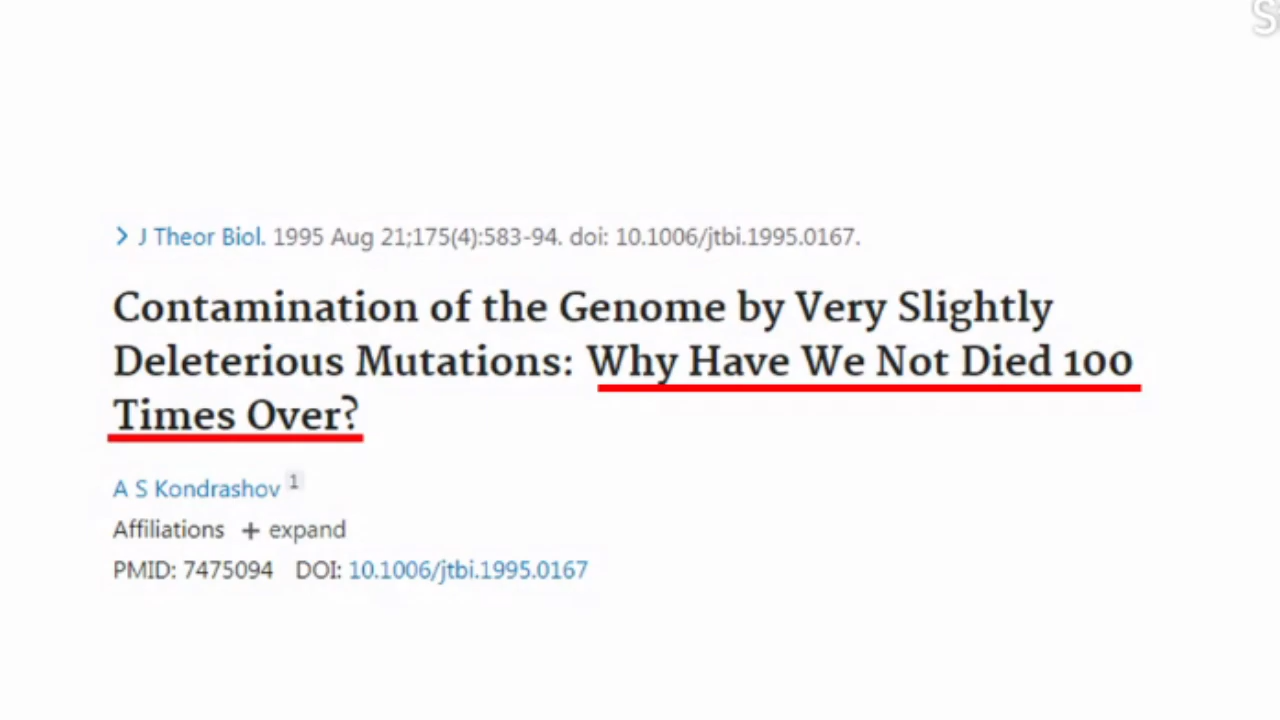 S
J Theor Biol. 1995 Aug 21;175(4):583-94. doi: 10.1006/jtbi.1995.0167.
Contamination of the Genome by Very Slightly
Deleterious Mutations: Why Have We Not Died 100
Times Over?
A S Kondrashov 1
Affiliations + expand
PMID: 7475094 DOI: 10.1006/jtbi.1995.0167